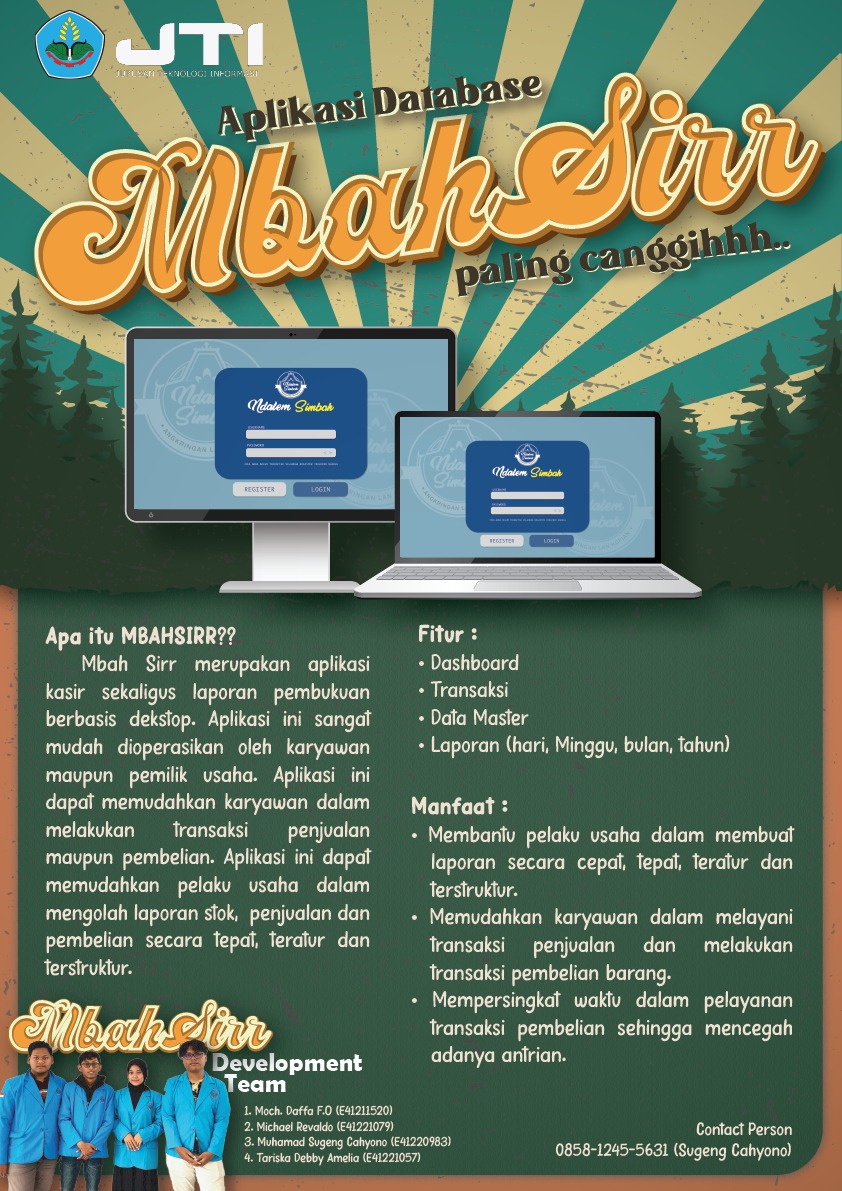 JTI
JURUSAN TEKNOLOGI INFORMASI
Aplikasi Database
MbahSirr
paling canggihhh..
Ndalem Simbah
USERNAME
PASSWORD
REGISTER LOGIN
Ndalem Simbah
USERNAME
PASSWORD
REGISTER LOGIN
Apa itu MBAHSIRR??
Mbah Sirr merupakan aplikasi
kasir sekaligus laporan pembukuan
berbasis dekstop. Aplikasi ini sangat
mudah dioperasikan oleh karyawan
maupun pemilik usaha. Aplikasi ini
dapat memudahkan karyawan dalam
melakukan transaksi penjualan
maupun pembelian. Aplikasi ini dapat
memudahkan pelaku usaha dalam
mengolah laporan stok, penjualan dan
pembelian secara tepat, teratur dan
terstruktur.
Fitur :
• Dashboard
• Transaksi
• Data Master
• Laporan (hari, Minggu, bulan, tahun)
Manfaat :
• Membantu pelaku usaha dalam membuat
laporan secara cepat, tepat, teratur dan
terstruktur.
• Memudahkan karyawan dalam melayani
transaksi penjualan dan melakukan
transaksi pembelian barang.
• Mempersingkat waktu dalam pelayanan
transaksi pembelian sehingga mencegah
adanya antrian.
MbahSirr
Development
Team
1. Moch. Daffa F.O (E41211520)
2. Michael Revaldo (E41221079)
3. Muhamad Sugeng Cahyono (E41220983)
4. Tariska Debby Amelia (E41221057)
Contact Person
0858-1245-5631 (Sugeng Cahyono)